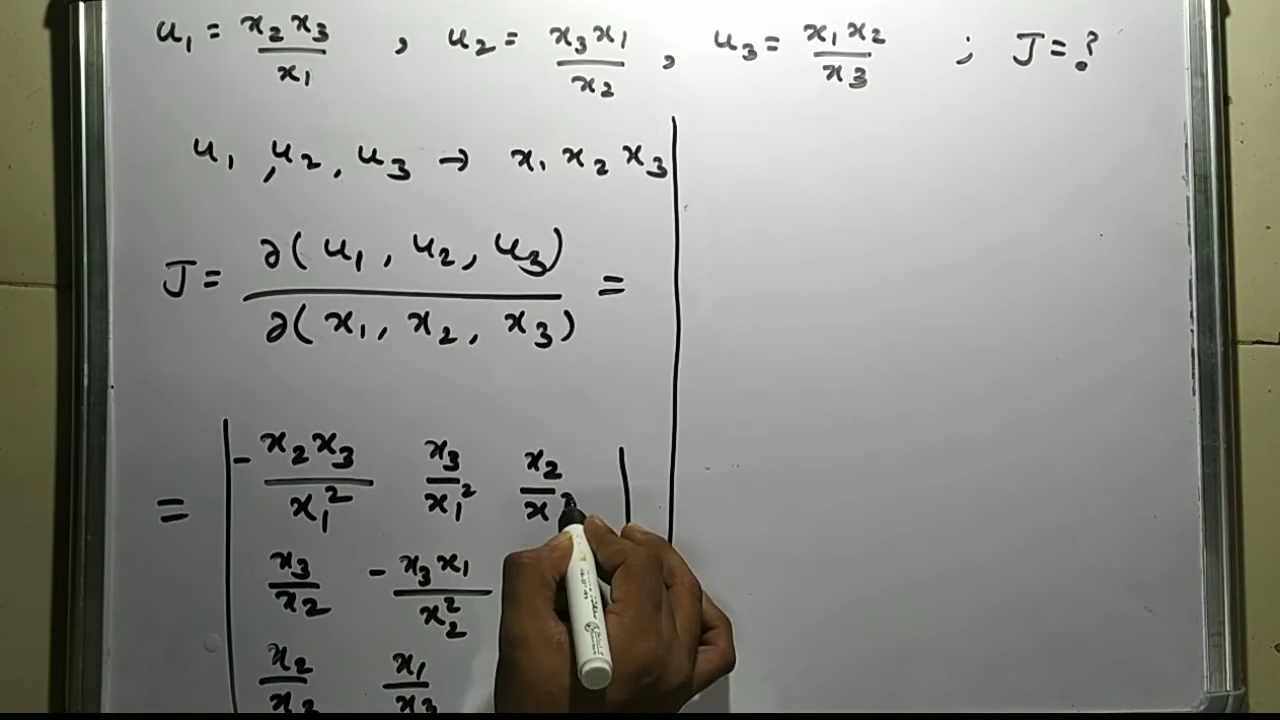 u₁ = x₂x₃/x₁ , u₂ = x₃x₁/x₂ , u₃ = x₁x₂/x₃ ; J = ?
u₁ , u₂ , u₃ → x₁ x₂ x₃
J = ∂(u₁, u₂, u₃)/∂(x₁, x₂, x₃) =
= | -x₂x₃/x₁² x₃/x₁² x₂/x |
x₃/x₂ -x₃x₁/x₂²
x₂/x₃ x₁/x₃